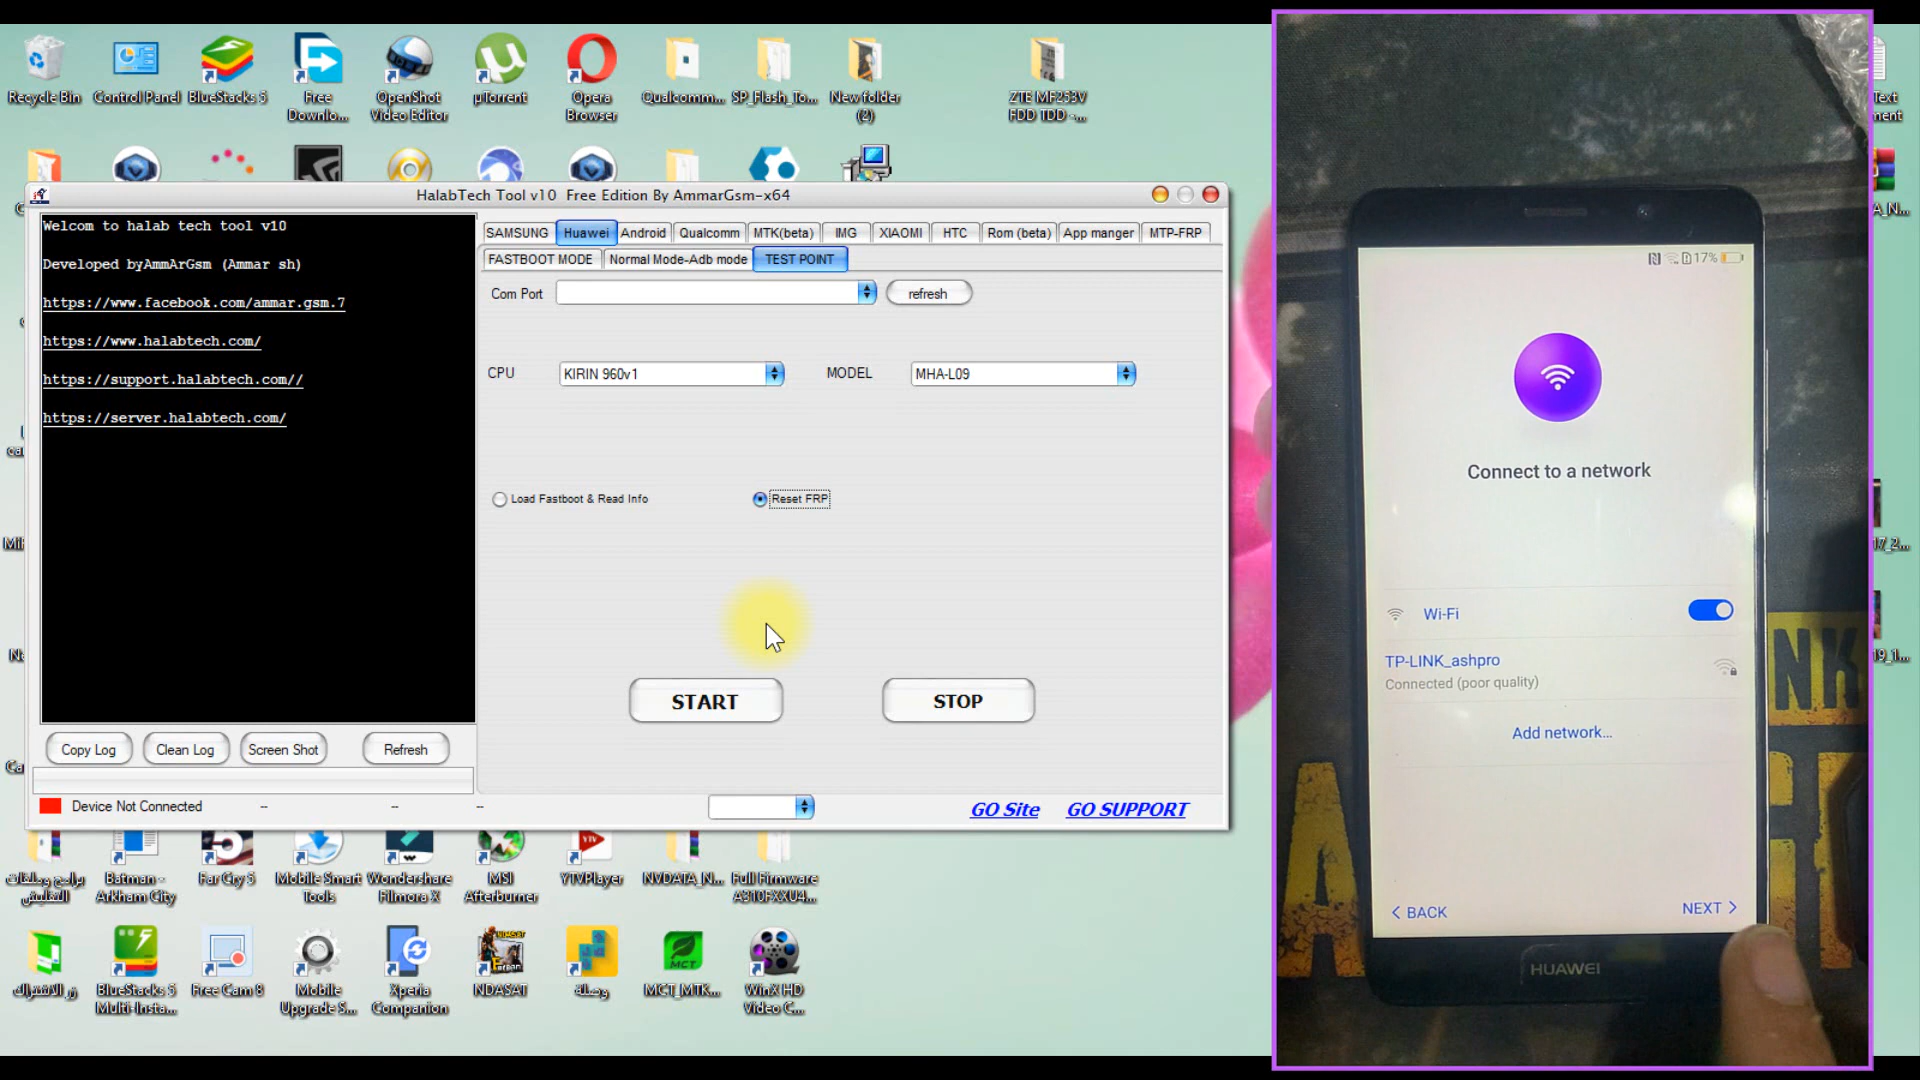 Recycle Bin
Control Panel
BlueStacks 5
Free Downlo...
OpenShot Video Editor
µTorrent
Opera Browser
Qualcomm...
SP_Flash_To...
New folder (2)
ZTE MF253V FDD TDD -...
HalabTech Tool v10 Free Edition By AmmarGsm-x64
Welcom to halab tech tool v10
Developed byAmmArGsm (Ammar sh)
https://www.facebook.com/ammar.gsm.7
https://www.halabtech.com/
https://support.halabtech.com//
https://server.halabtech.com/
SAMSUNG Huawei Android Qualcomm MTK(beta) IMG XIAOMI HTC Rom (beta) App manger MTP-FRP
FASTBOOT MODE Normal Mode-Adb mode TEST POINT
Com Port refresh
CPU KIRIN 960v1 MODEL MHA-L09
Load Fastboot & Read Info Reset FRP
START STOP
Copy Log Clean Log Screen Shot Refresh
Device Not Connected -- -- --
GO Site GO SUPPORT
Batman - Arkham City
Far Cry 5
Mobile Smart Tools
Wondershare Filmora X
MSI Afterburner
YTVPlayer
NVDATA_N...
Full Firmware A310FXXU4...
زر الاشتراك
BlueStacks 5 Multi-Insta...
Free Cam 8
Mobile Upgrade S...
Xperia Companion
NDASAT
وصلة
MCT_MTK...
WinX HD Video C...
17%
Connect to a network
Wi-Fi
TP-LINK_ashpro
Connected (poor quality)
Add network...
BACK
NEXT
HUAWEI